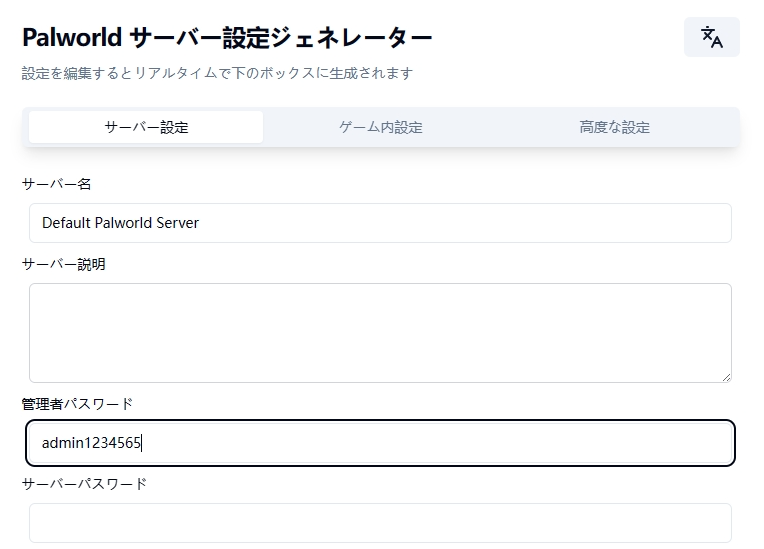 Palworld サーバー設定ジェネレーター
設定を編集するとリアルタイムで下のボックスに生成されます
サーバー設定 ゲーム内設定 高度な設定
サーバー名
Default Palworld Server
サーバー説明
管理者パスワード
admin1234565
サーバーパスワード